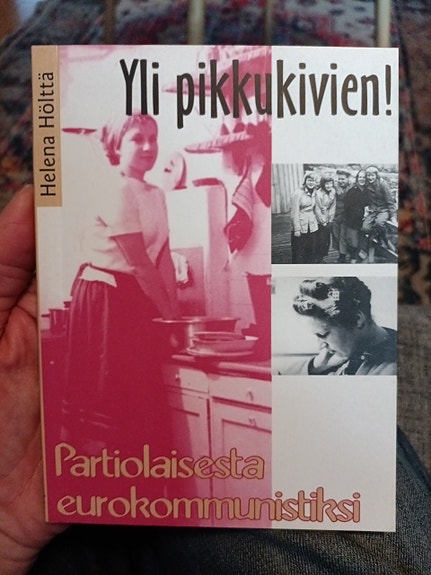 Helena Hölttä
Yli pikkukivien!
Partiolaisesta
eurokommunistiksi